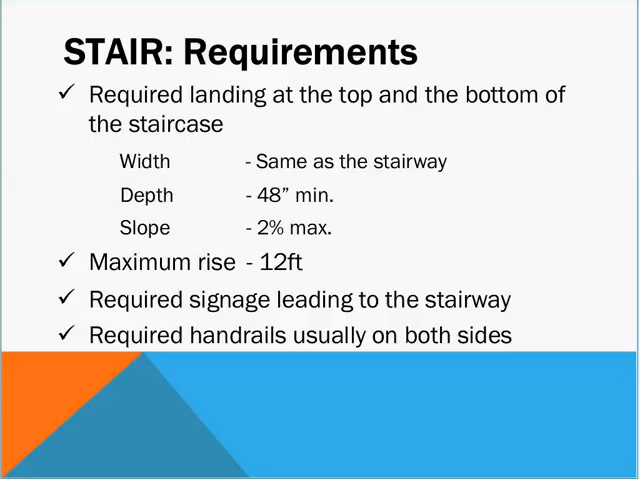 STAIR: Requirements
✓ Required landing at the top and the bottom of
the staircase
Width - Same as the stairway
Depth - 48” min.
Slope - 2% max.
✓ Maximum rise - 12ft
✓ Required signage leading to the stairway
✓ Required handrails usually on both sides